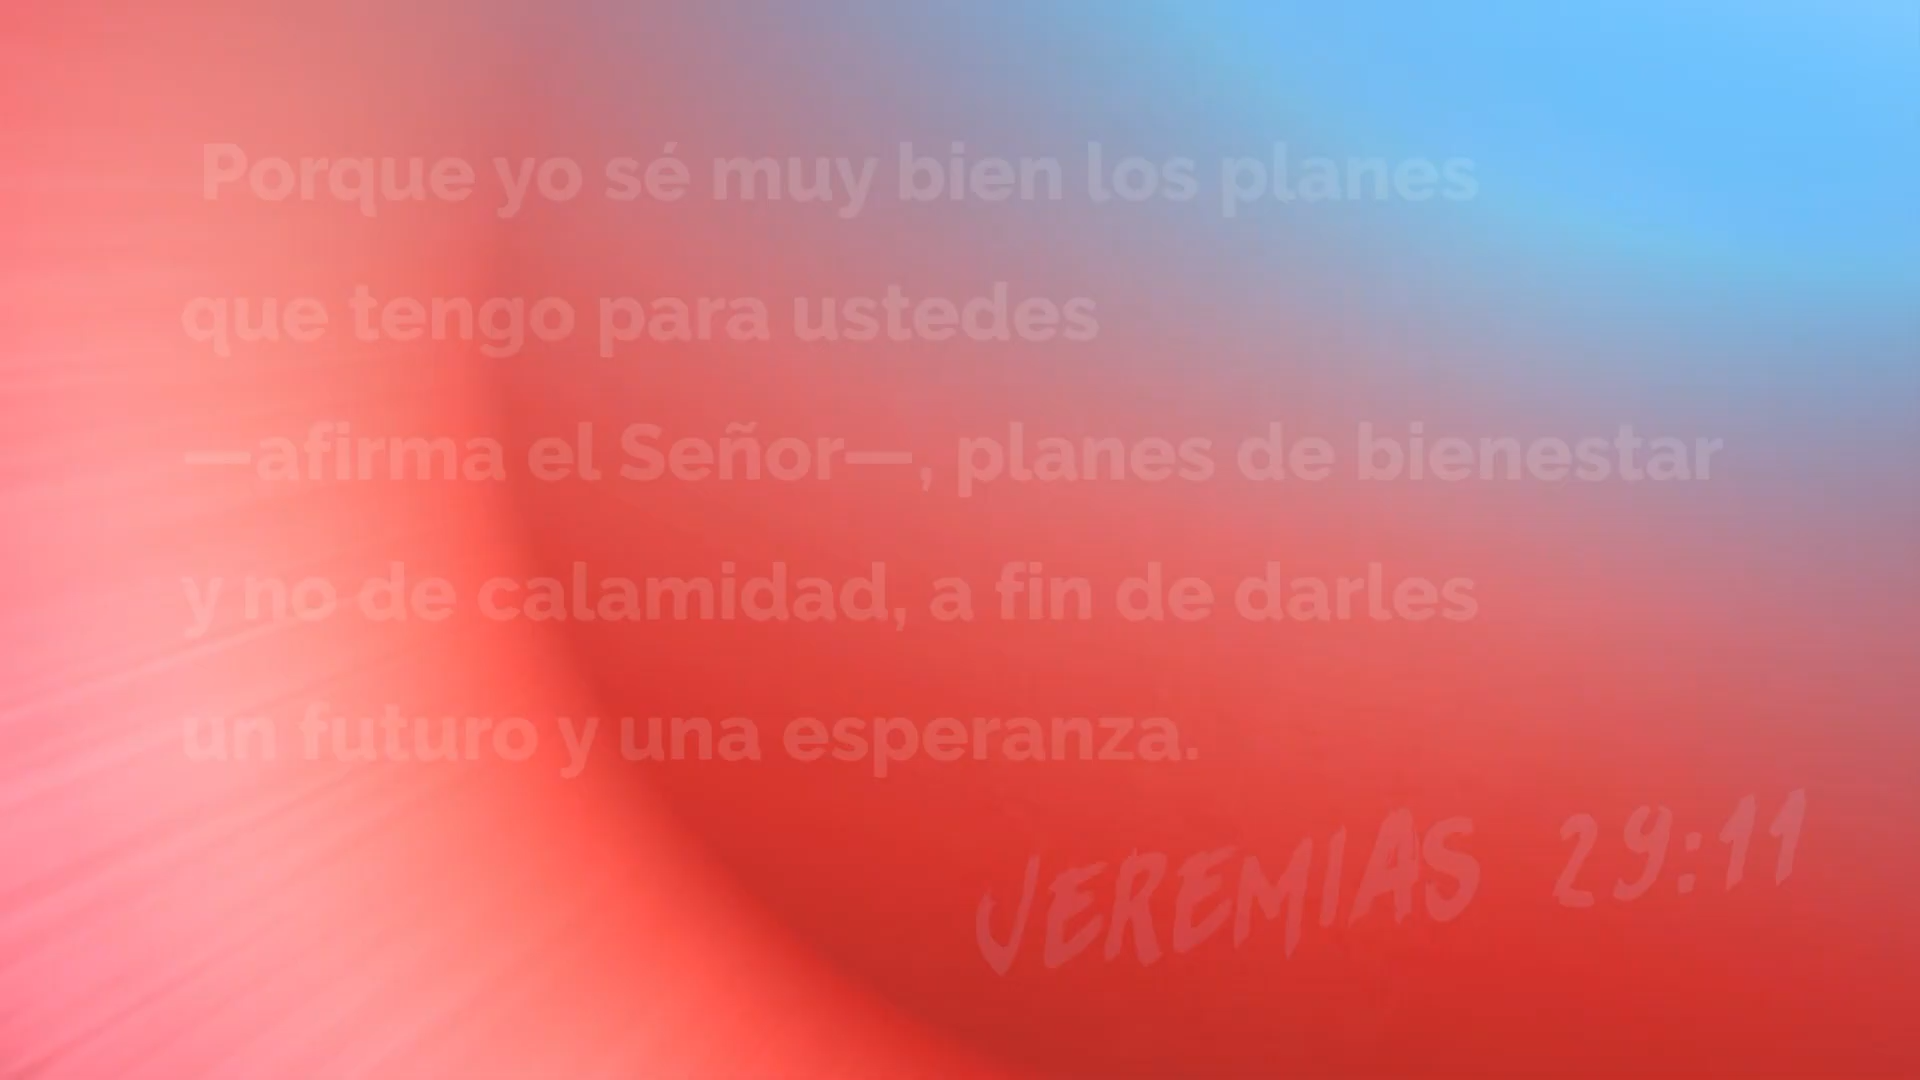 Porque yo sé muy bien los planes
que tengo para ustedes
—afirma el Señor—, planes de bienestar
y no de calamidad, a fin de darles
un futuro y una esperanza.
JEREMIAS 29:11